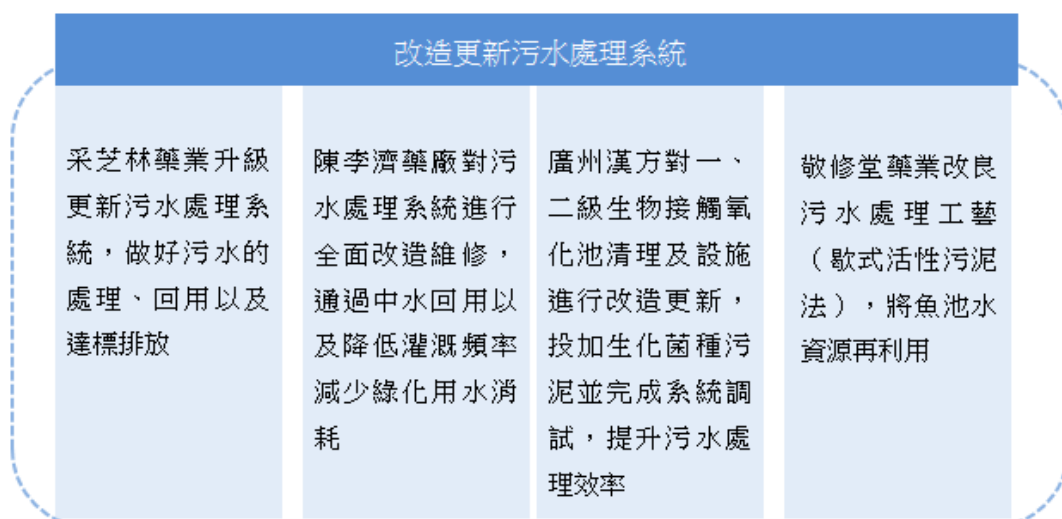 改造更新污水處理系統
采芝林藥業升級
更新污水處理系
統，做好污水的
處理、回用以及
達標排放
陳李濟藥廠對污
水處理系統進行
全面改造維修，
通過中水回用以
及降低灌溉頻率
減少綠化用水消
耗
廣州漢方對一、
二級生物接觸氧
化池清理及設施
進行改造更新，
投加生化菌種污
泥並完成系統調
試，提升污水處
理效率
敬修堂藥業改良
污水處理工藝
（歇式活性污泥
法），將魚池水
資源再利用